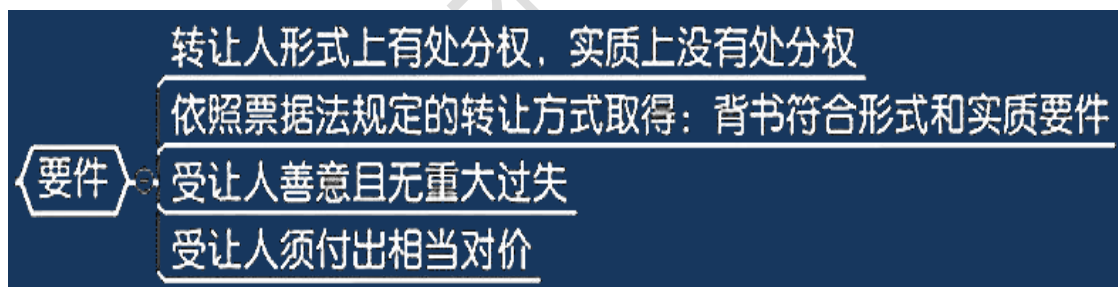 转让人形式上有处分权，实质上没有处分权
依照票据法规定的转让方式取得：背书符合形式和实质要件
要件
受让人善意且无重大过失
受让人须付出相当对价